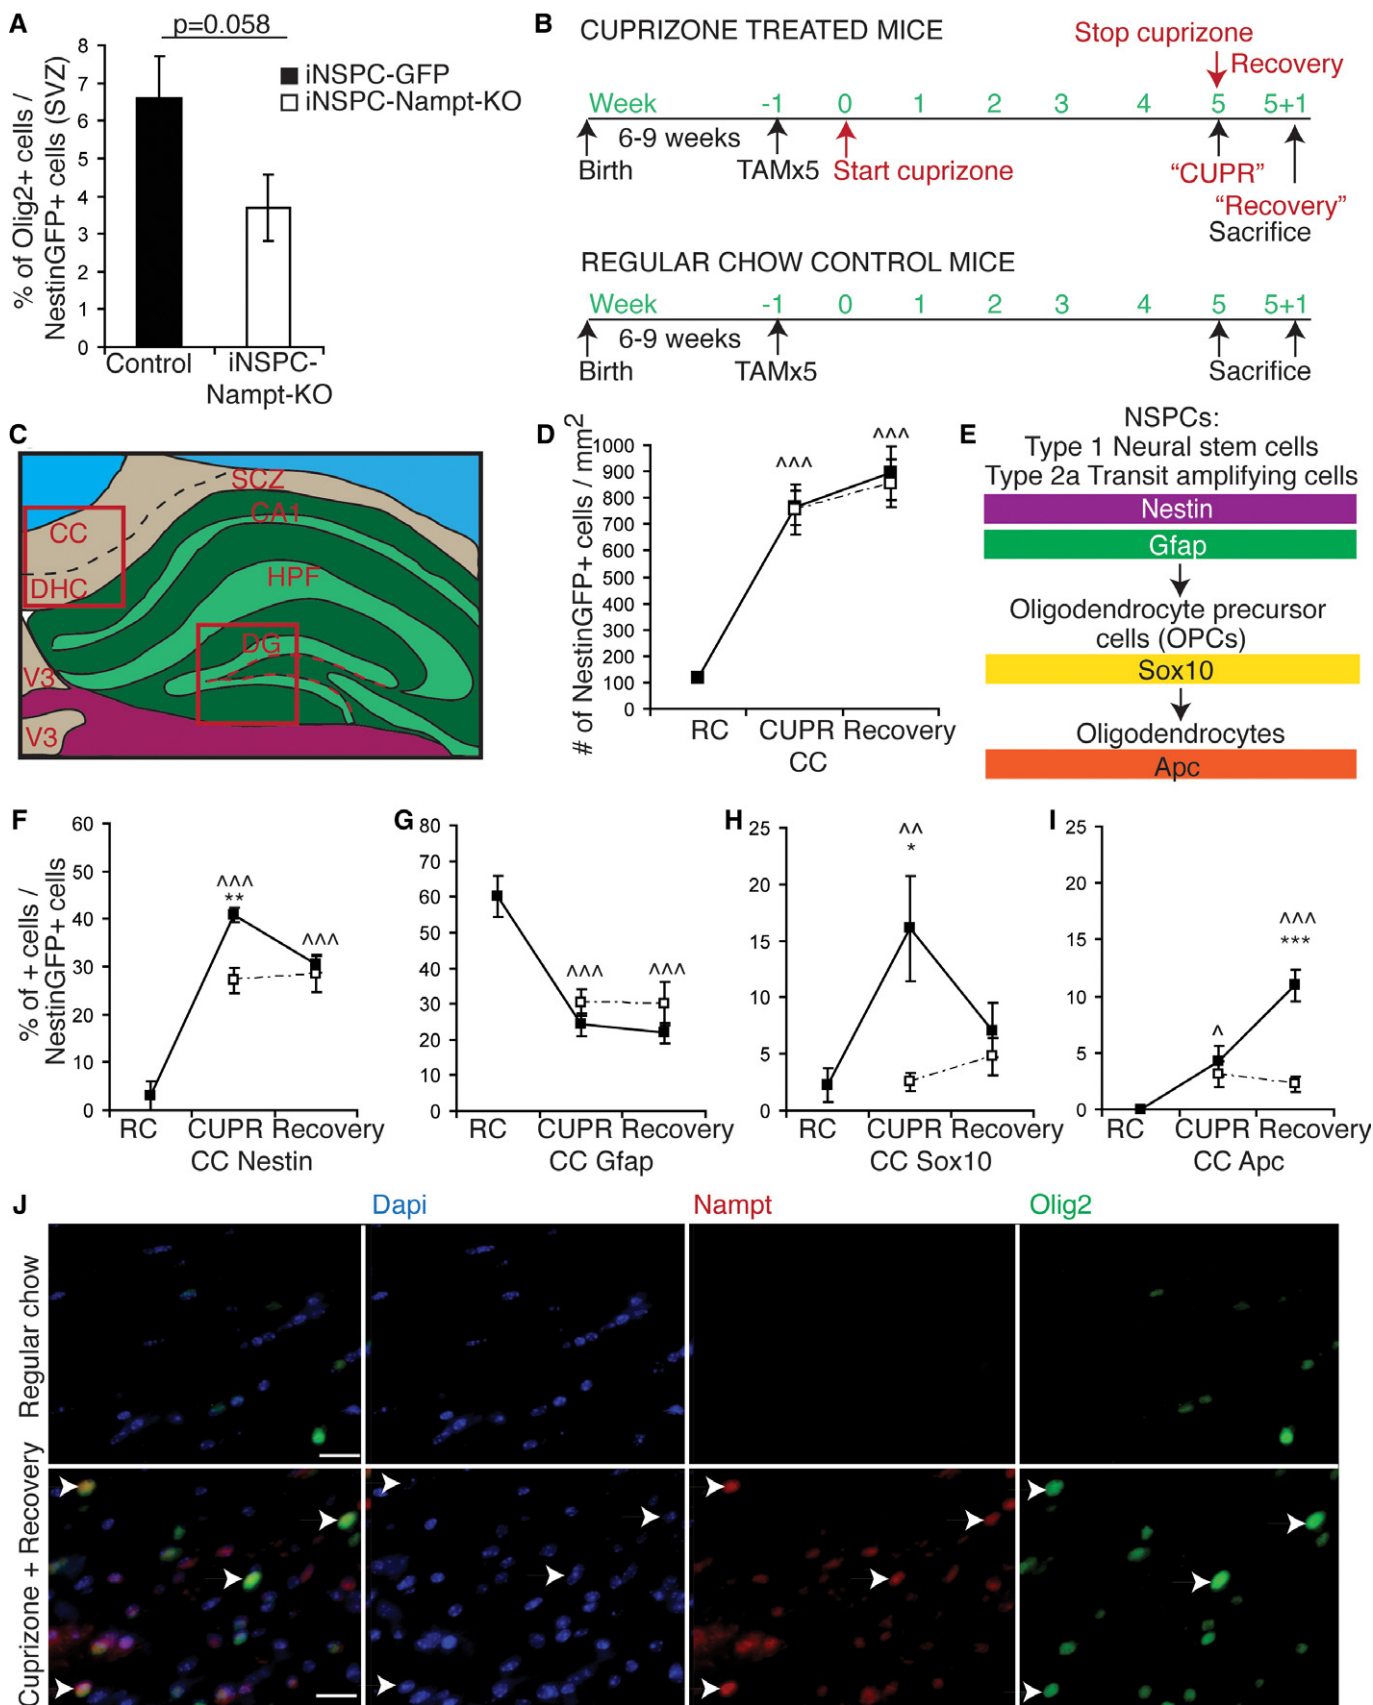 A
p=0.058
8
7
6
5
4
3
2
1
0
% of Olig2+ cells /
NestinGFP+ cells (SVZ)
iNSPC-GFP
iNSPC-Nampt-KO
Control
iNSPC-
Nampt-KO
B
CUPRIZONE TREATED MICE
Stop cuprizone
Recovery
Week -1 0 1 2 3 4 5 5+1
6-9 weeks
Birth TAMx5 Start cuprizone "CUPR"
"Recovery"
Sacrifice
REGULAR CHOW CONTROL MICE
Week -1 0 1 2 3 4 5 5+1
6-9 weeks
Birth TAMx5 Sacrifice
C
SCZ
CC
CA1
DHC
HPF
DG
V3
V3
D
# of NestinGFP+ cells / mm2
1000
900
800
700
600
500
400
300
200
100
0
^^^
^^^
RC CUPR Recovery
CC
E
NSPCs:
Type 1 Neural stem cells
Type 2a Transit amplifying cells
Nestin
Gfap
Oligodendrocyte precursor
cells (OPCs)
Sox10
Oligodendrocytes
Apc
F
% of + cells /
NestinGFP+ cells
60
50
40
30
20
10
0
^^^
**
^^^
RC CUPR Recovery
CC Nestin
G
80
70
60
50
40
30
20
10
0
^^^
^^^
RC CUPR Recovery
CC Gfap
H
25
20
15
10
5
0
^^
*
RC CUPR Recovery
CC Sox10
I
25
20
15
10
5
0
^
^^^
***
RC CUPR Recovery
CC Apc
J
Dapi Nampt Olig2
Regular chow
Cuprizone + Recovery